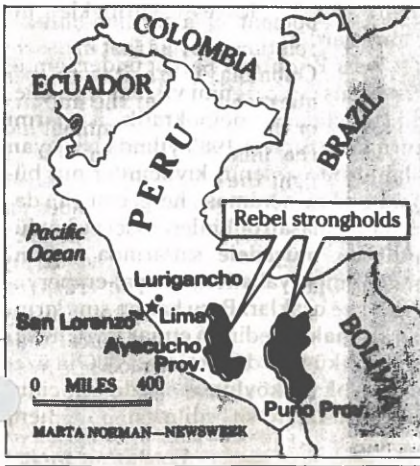 COLOMBIA
ECUADOR
BRAZIL
PERU
Rebel strongholds
Pacific
Ocean
Lurigancho
San Lorenzo
Lima
Ayacucho
Prov.
BOLIVIA
0 MILES 400
Puno Prov.
MARTA NORMAN—NEWSWEEK